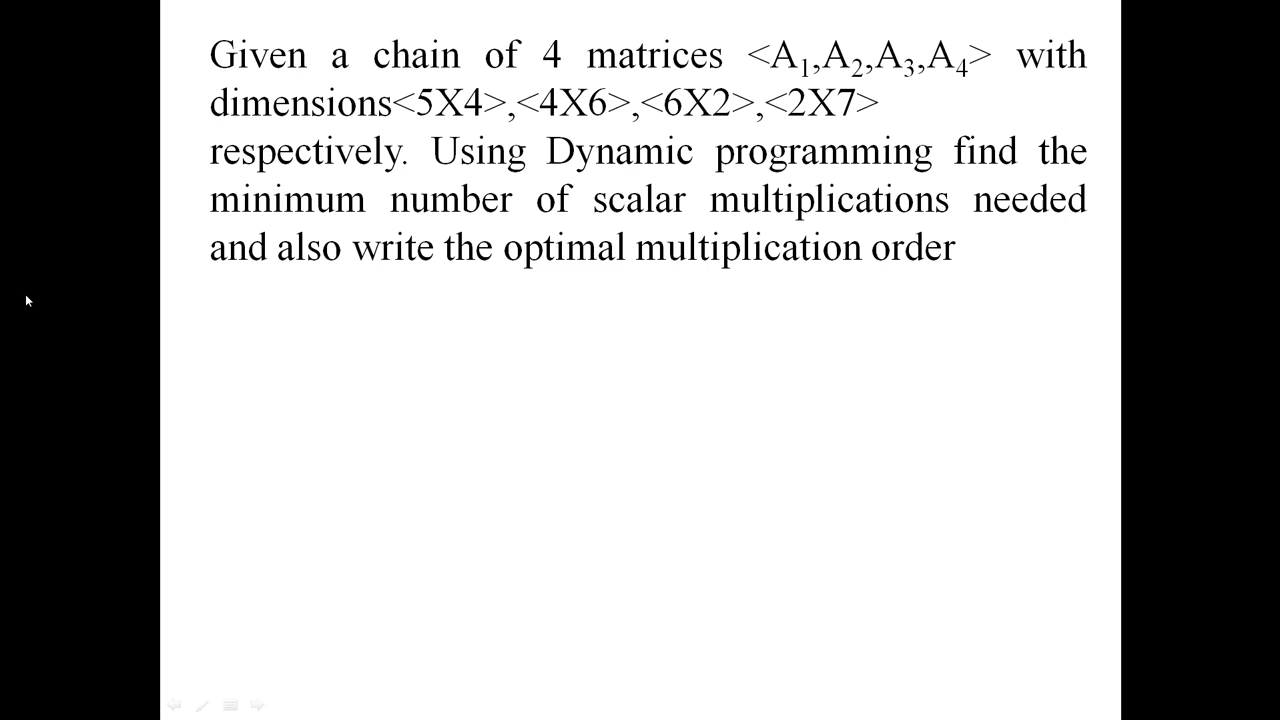 Given a chain of 4 matrices <A₁,A₂,A₃,A₄> with
dimensions<5X4>,<4X6>,<6X2>,<2X7>
respectively. Using Dynamic programming find the
minimum number of scalar multiplications needed
and also write the optimal multiplication order